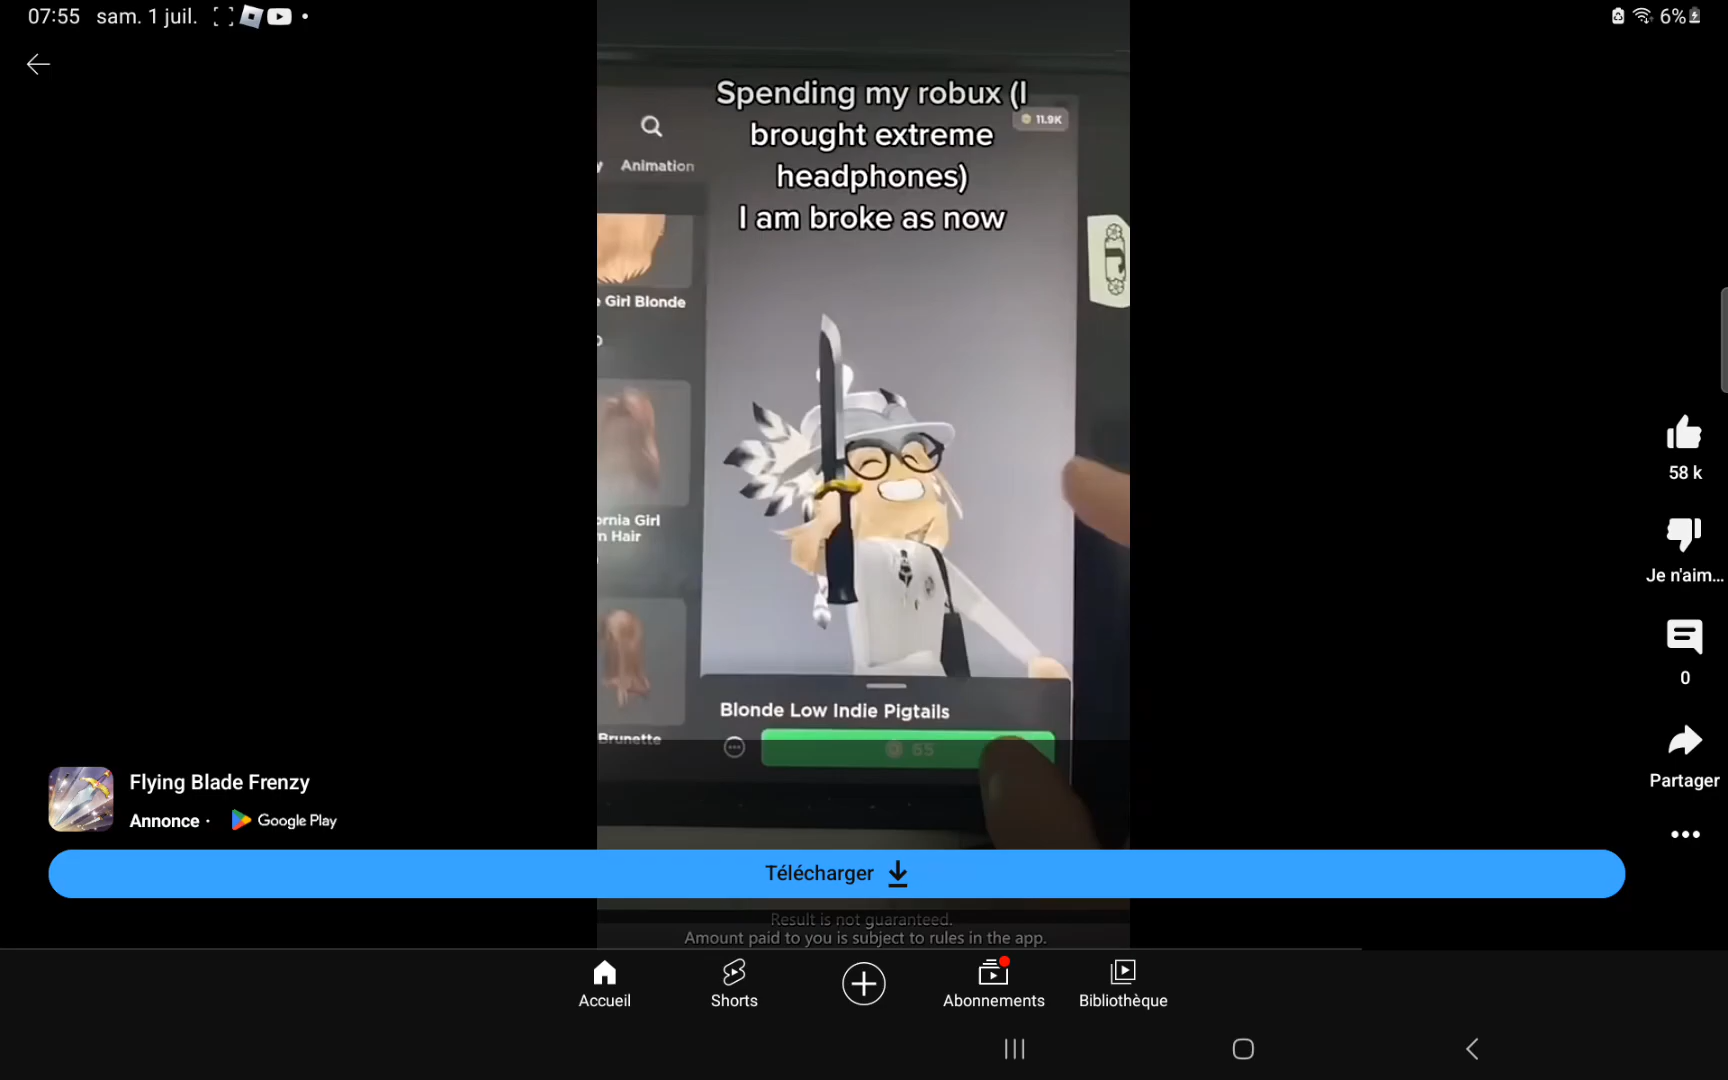 07:55 sam. 1 juil.
6%
Spending my robux (I
brought extreme
headphones)
I am broke as now
11.9K
Animation
Girl Blonde
ornia Girl
n Hair
Brunette
Blonde Low Indie Pigtails
65
58 k
Je n'aim...
0
Partager
Flying Blade Frenzy
Annonce · Google Play
Télécharger
Result is not guaranteed.
Amount paid to you is subject to rules in the app.
Accueil
Shorts
Abonnements
Bibliothèque